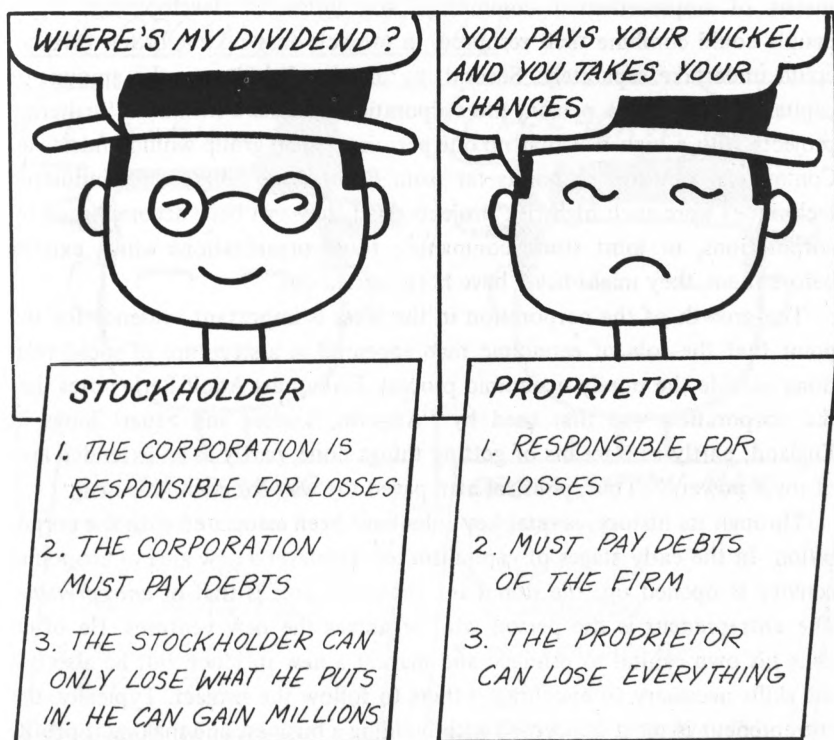 WHERE'S MY DIVIDEND?
STOCKHOLDER
1. THE CORPORATION IS
RESPONSIBLE FOR LOSSES
2. THE CORPORATION
MUST PAY DEBTS
3. THE STOCKHOLDER CAN
ONLY LOSE WHAT HE PUTS
IN. HE CAN GAIN MILLIONS
YOU PAYS YOUR NICKEL
AND YOU TAKES YOUR
CHANCES
PROPRIETOR
1. RESPONSIBLE FOR
LOSSES
2. MUST PAY DEBTS
OF THE FIRM
3. THE PROPRIETOR
CAN LOSE EVERYTHING